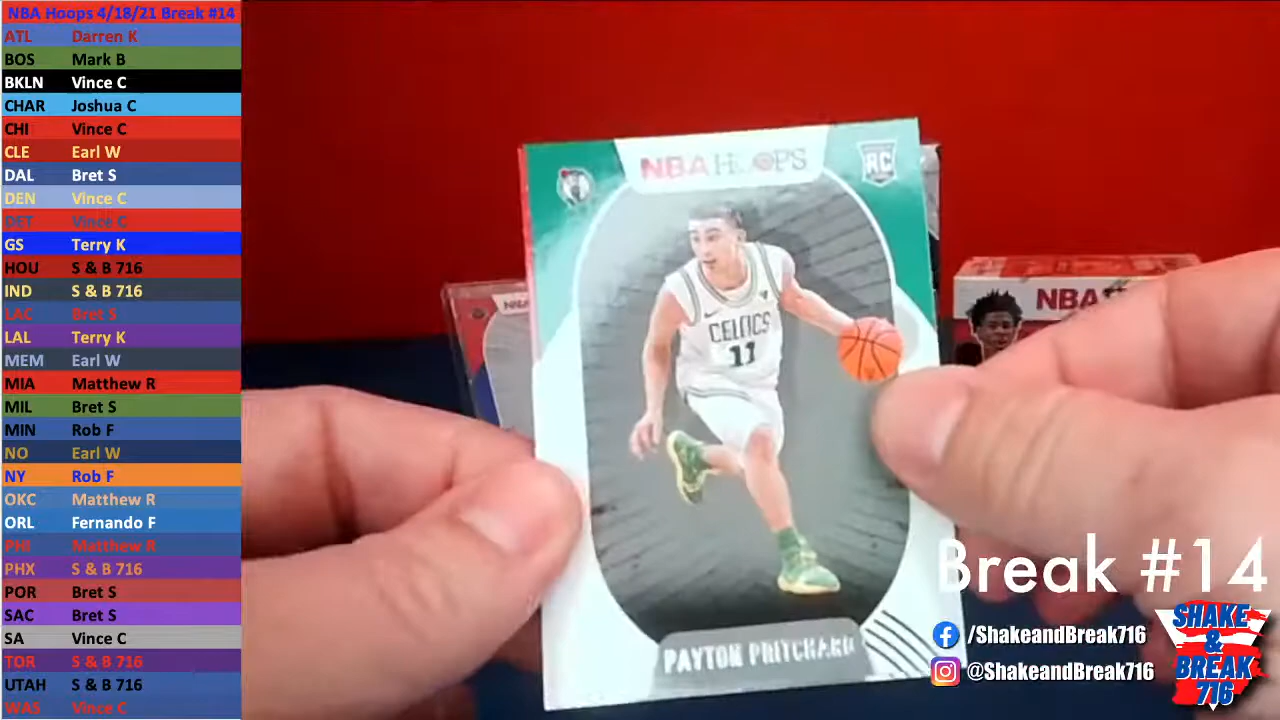 NBA Hoops 4/18/21 Break #14
ATL Darren K
BOS Mark B
BKLN Vince C
CHAR Joshua C
CHI Vince C
CLE Earl W
DAL Bret S
DEN Vince C
DET Vince C
GS Terry K
HOU S & B 716
IND S & B 716
LAC Bret S
LAL Terry K
MEM Earl W
MIA Matthew R
MIL Bret S
MIN Rob F
NO Earl W
NY Rob F
OKC Matthew R
ORL Fernando F
PHI Matthew R
PHX S & B 716
POR Bret S
SAC Bret S
SA Vince C
TOR S & B 716
UTAH S & B 716
WAS Vince C
NBA HOOPS
RC
CELTICS
11
PAYTON PRITCHARD
NBA
Break #14
/ShakeandBreak716
@ShakeandBreak716
SHAKE
&
BREAK
716